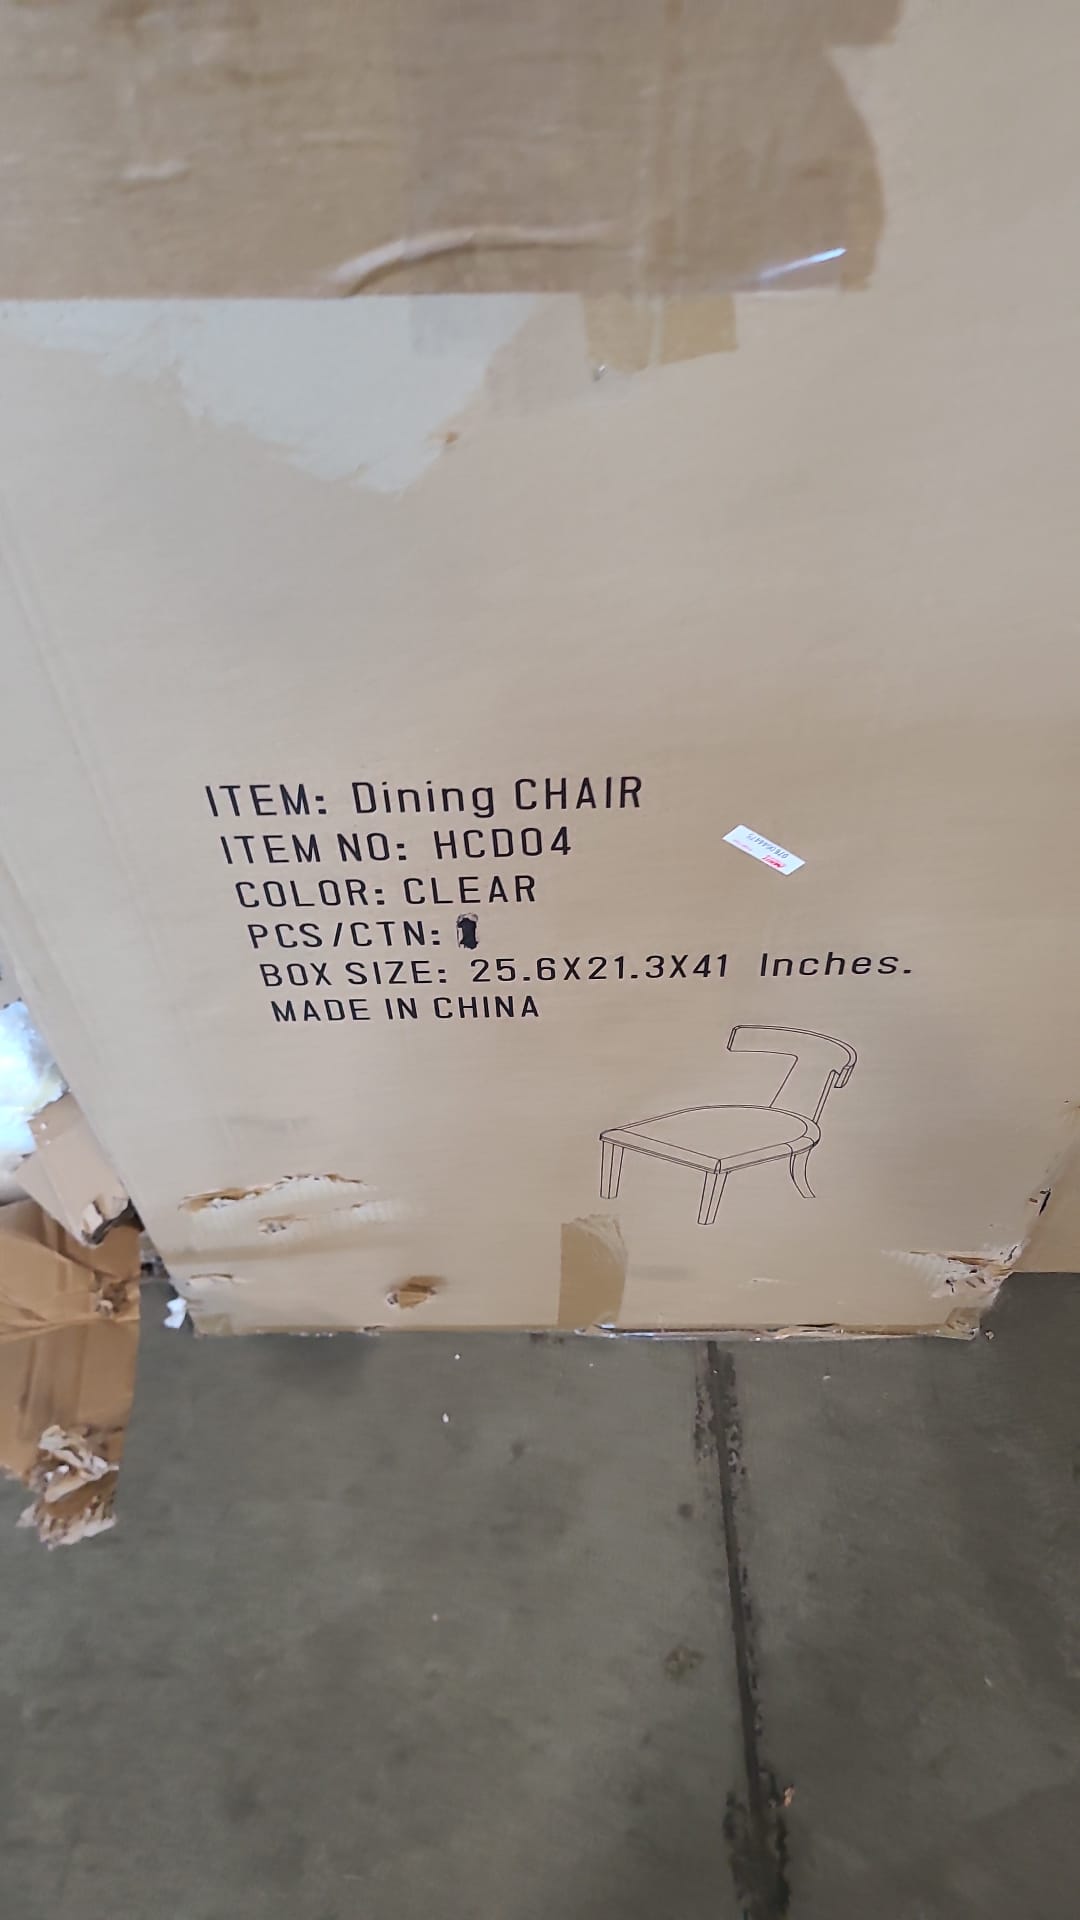 ITEM: Dining CHAIR
ITEM NO: HCD04
COLOR: CLEAR
PCS/CTN: 1
BOX SIZE: 25.6X21.3X41 Inches.
MADE IN CHINA